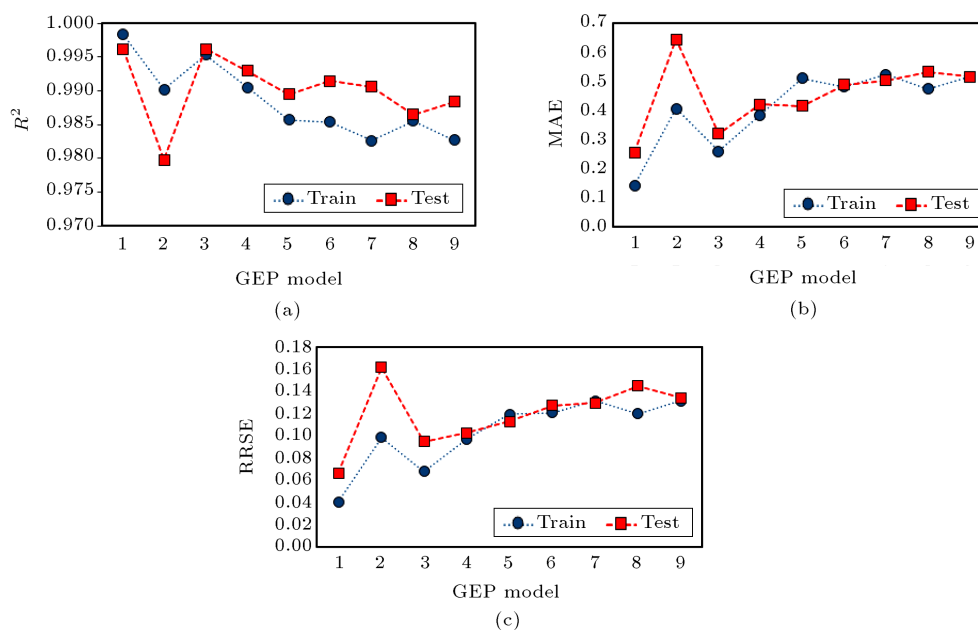 1.000
0.995
0.990
0.985
0.980
0.975
0.970
R²
Train Test
1 2 3 4 5 6 7 8 9
GEP model
(a)
0.7
0.6
0.5
0.4
0.3
0.2
0.1
0.0
MAE
Train Test
1 2 3 4 5 6 7 8 9
GEP model
(b)
0.18
0.16
0.14
0.12
0.10
0.08
0.06
0.04
0.02
0.00
RRSE
Train Test
1 2 3 4 5 6 7 8 9
GEP model
(c)